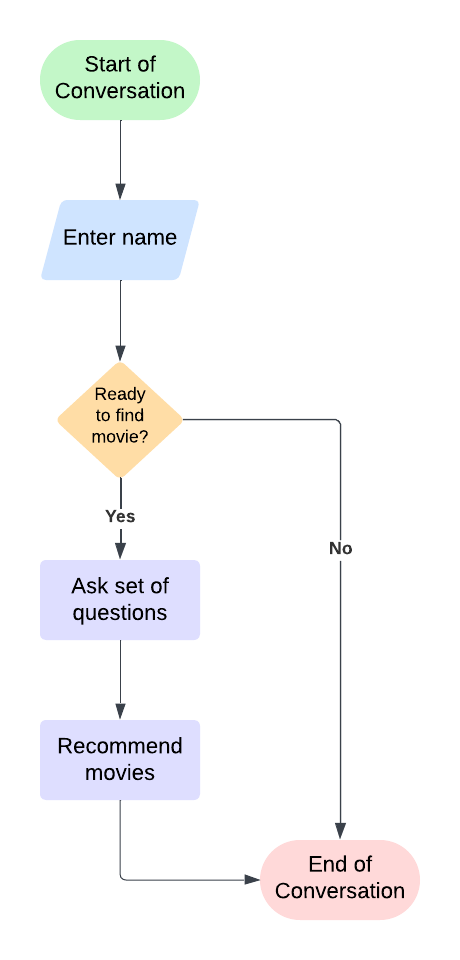 Start of
Conversation
Enter name
Ready
to find
movie?
Yes
No
Ask set of
questions
Recommend
movies
End of
Conversation